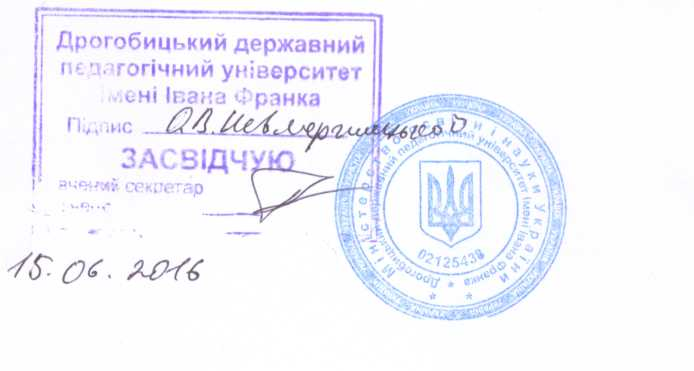 Дрогобицький державний
педагогічний університет
імені Івана Франка
Підпис
ЗАСВІДЧУЮ
вчений секретар
15.06.2016
Міністерство освіти і науки України
Дрогобицький державний педагогічний університет імені Івана Франка
02125438